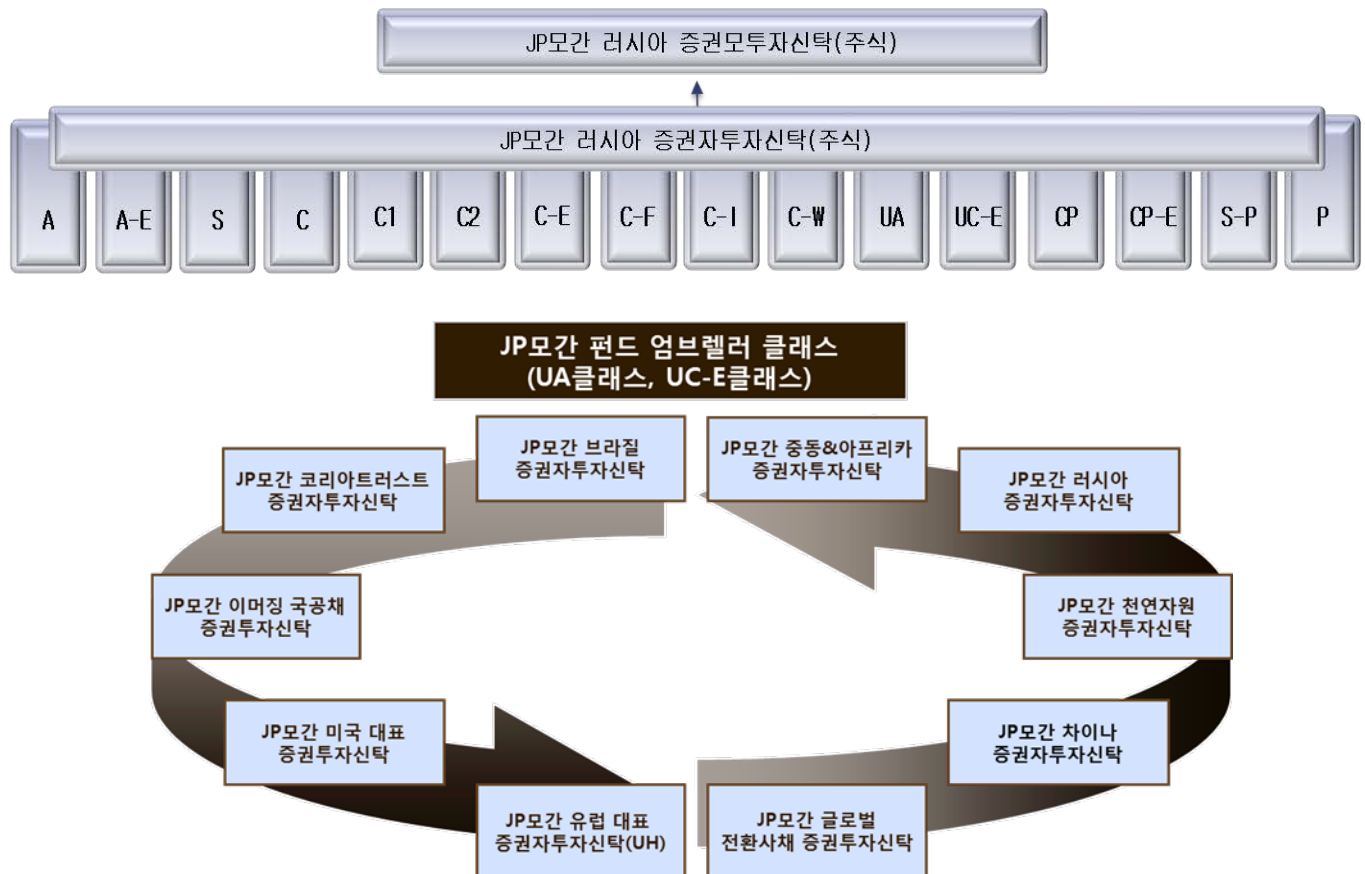 JP모간 러시아 증권모투자신탁(주식)
JP모간 러시아 증권자투자신탁(주식)
A
A-E
S
C
C1
C2
C-E
C-F
C-I
C-W
UA
UC-E
CP
CP-E
S-P
P
JP모간 펀드 엄브렐러 클래스
(UA클래스, UC-E클래스)
JP모간 브라질
증권자투자신탁
JP모간 중동&아프리카
증권자투자신탁
JP모간 코리아트러스트
증권자투자신탁
JP모간 러시아
증권자투자신탁
JP모간 이머징 국공채
증권투자신탁
JP모간 천연자원
증권자투자신탁
JP모간 미국 대표
증권투자신탁
JP모간 차이나
증권자투자신탁
JP모간 유럽 대표
증권자투자신탁(UH)
JP모간 글로벌
전환사채 증권투자신탁